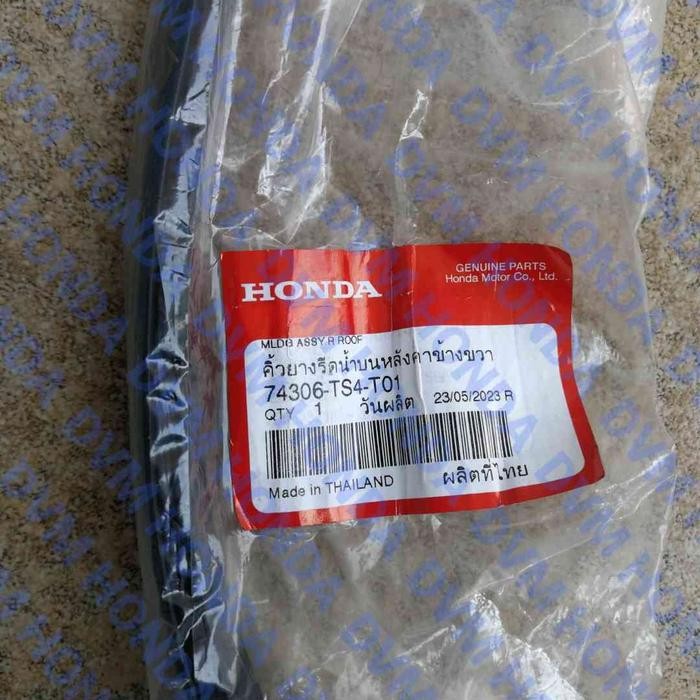 HONDA
GENUINE PARTS
Honda Motor Co., Ltd.
MLDG ASSY R ROOF
คิ้วยางรีดน้ำบนหลังคาข้างขวา
74306-TS4-T01
QTY 1 วันผลิต 23/05/2023 R
Made in THAILAND ผลิตที่ไทย
DVM HONDA